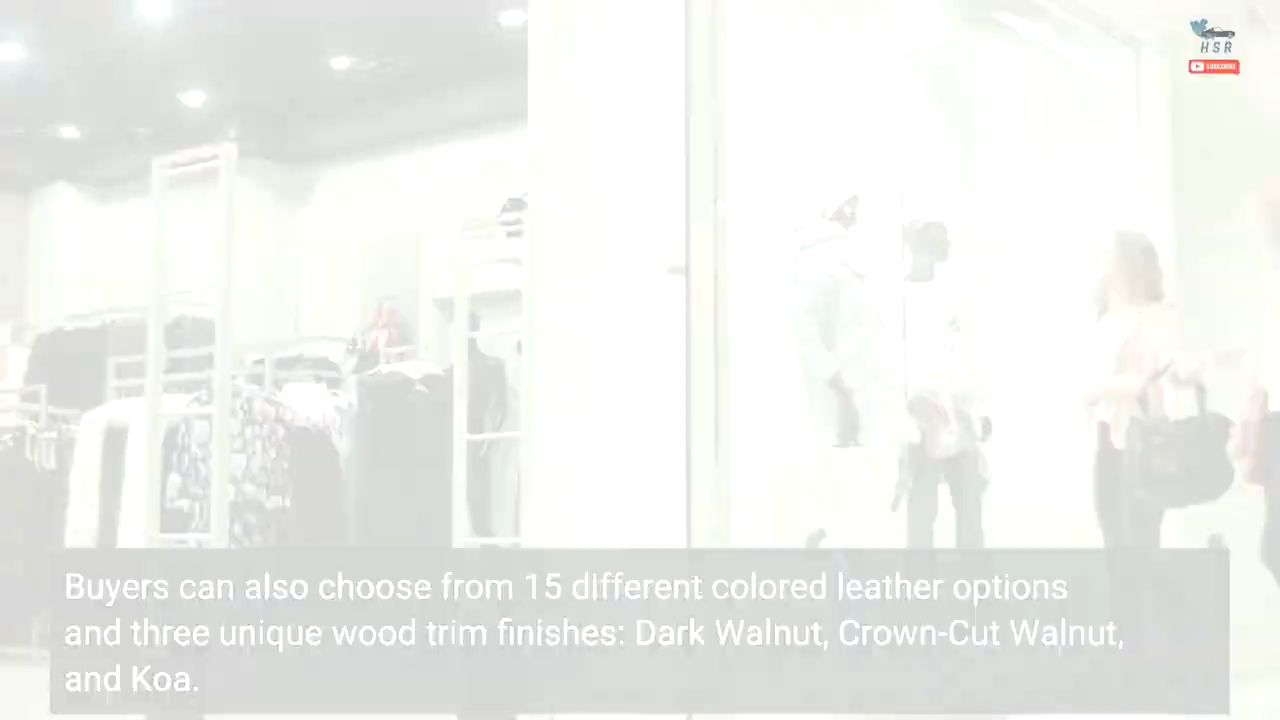 HSR
SUBSCRIBE
Buyers can also choose from 15 different colored leather options
and three unique wood trim finishes: Dark Walnut, Crown-Cut Walnut,
and Koa.